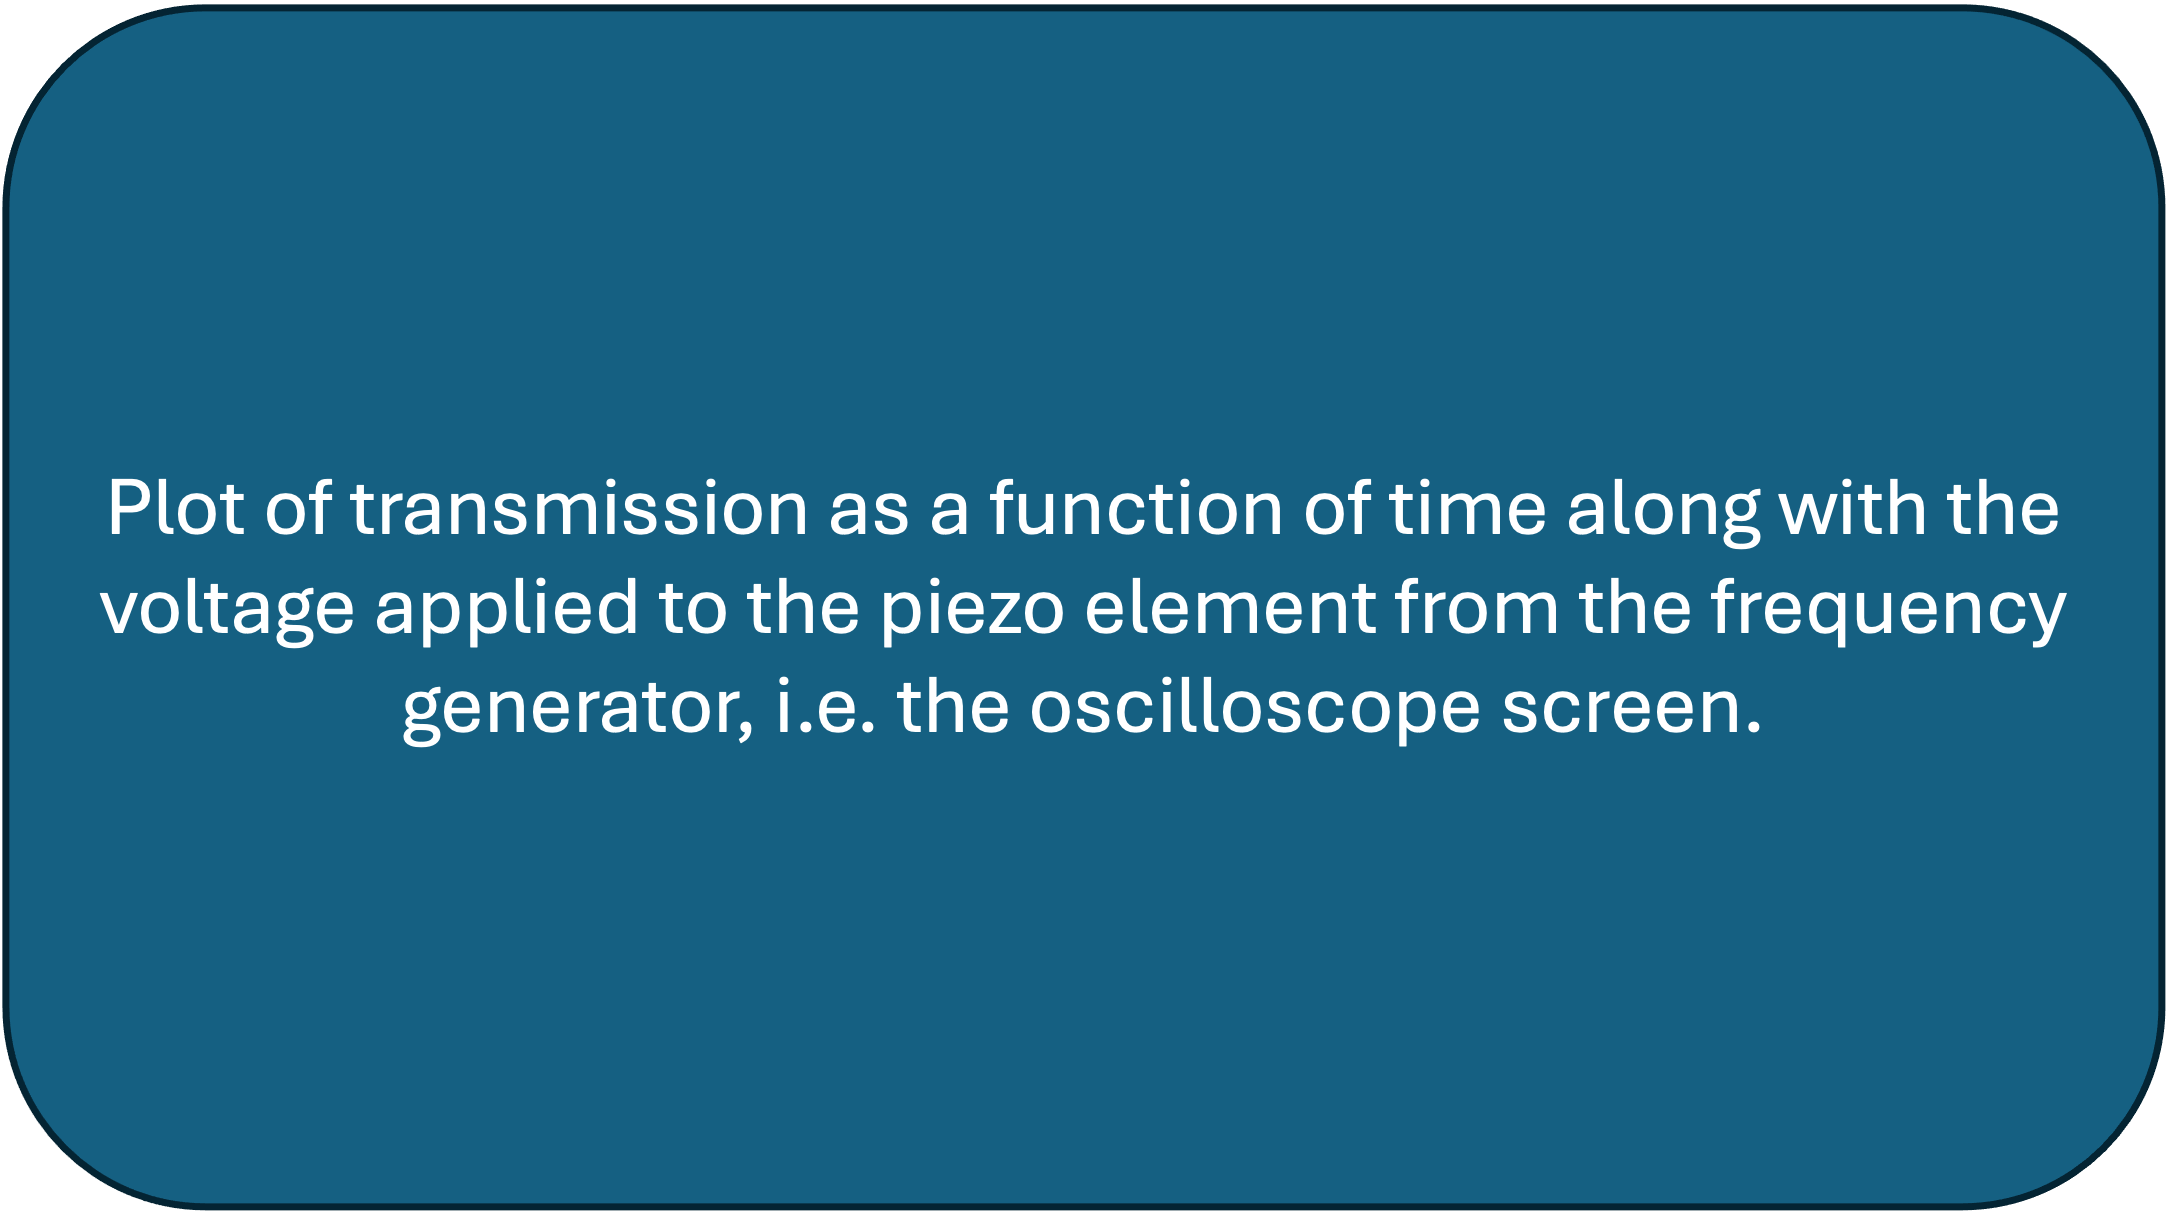 Plot of transmission as a function of time along with the
voltage applied to the piezo element from the frequency
generator, i.e. the oscilloscope screen.